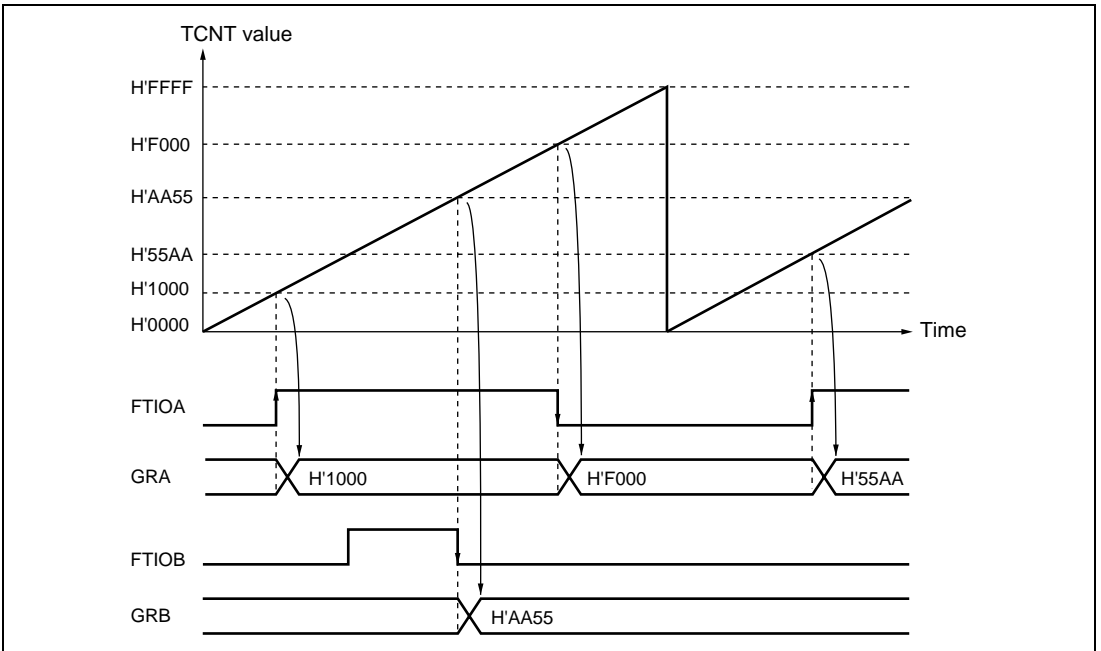 TCNT value
H'FFFF
H'F000
H'AA55
H'55AA
H'1000
H'0000
Time
FTIOA
GRA
H'1000
H'F000
H'55AA
FTIOB
GRB
H'AA55